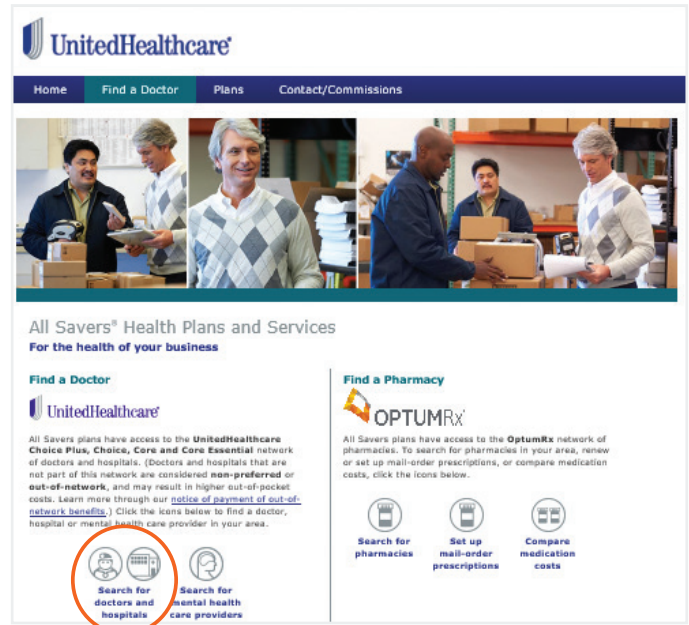 UnitedHealthcare®
Home Find a Doctor Plans Contact/Commissions
All Savers® Health Plans and Services
For the health of your business
Find a Doctor
UnitedHealthcare®
All Savers plans have access to the UnitedHealthcare
Choice Plus, Choice, Core and Core Essential network
of doctors and hospitals. (Doctors and hospitals that are
not part of this network are considered non-preferred or
out-of-network, and may result in higher out-of-pocket
costs. Learn more through our notice of payment of out-of-
network benefits.) Click the icons below to find a doctor,
hospital or mental health care provider in your area.
Search for
doctors and
hospitals
Search for
mental health
care providers
Find a Pharmacy
OPTUMRx®
All Savers plans have access to the OptumRx network of
pharmacies. To search for pharmacies in your area, renew
or set up mail-order prescriptions, or compare medication
costs, click the icons below.
Search for
pharmacies
Set up
mail-order
prescriptions
Compare
medication
costs